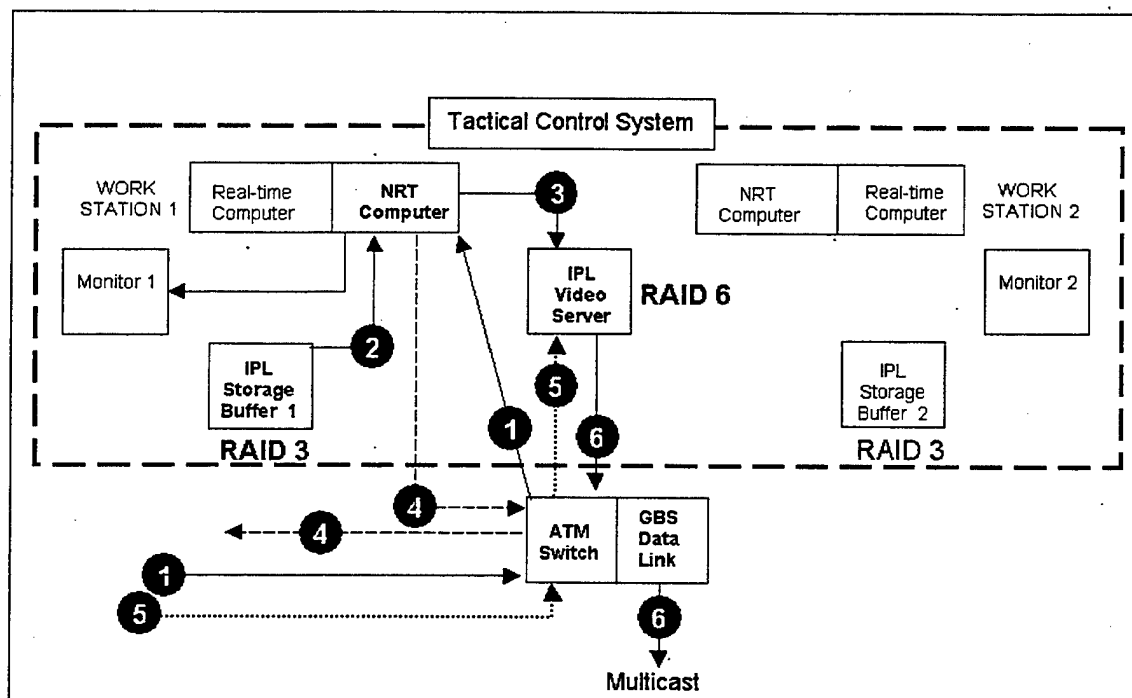 Tactical Control System
WORK
STATION 1
Real-time
Computer
NRT
Computer
3
NRT
Computer
Real-time
Computer
WORK
STATION 2
Monitor 1
IPL
Video
Server
RAID 6
Monitor 2
2
IPL
Storage
Buffer 1
RAID 3
5
1
6
IPL
Storage
Buffer 2
RAID 3
4
4
ATM
Switch
GBS
Data
Link
1
5
6
Multicast